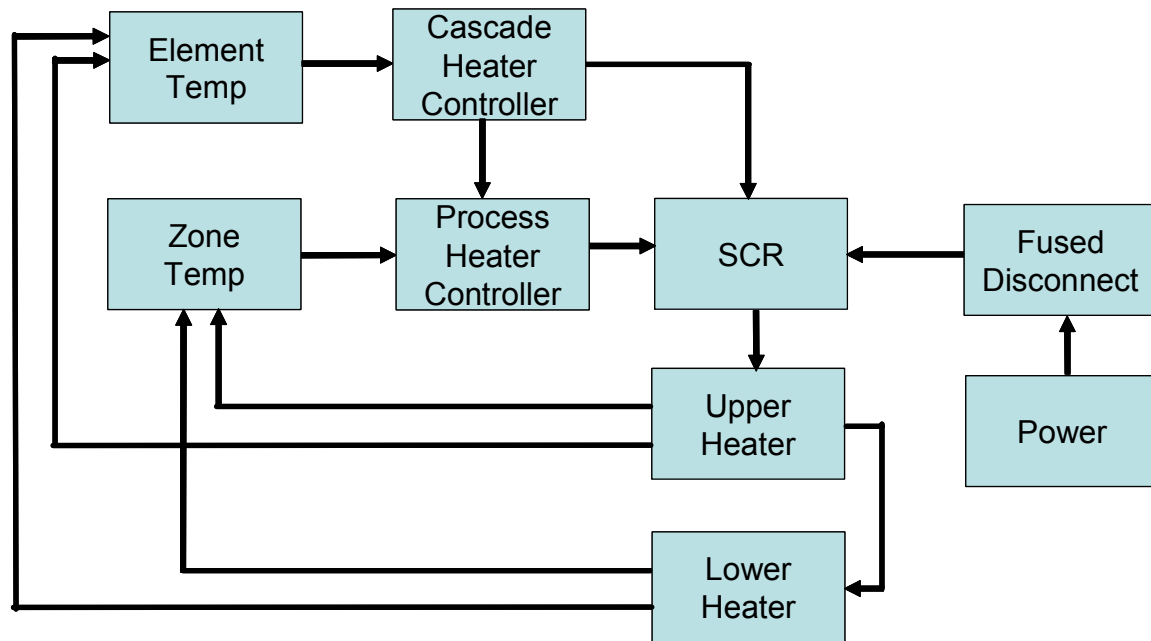 Element
Temp
Cascade
Heater
Controller
Zone
Temp
Process
Heater
Controller
SCR
Fused
Disconnect
Upper
Heater
Power
Lower
Heater